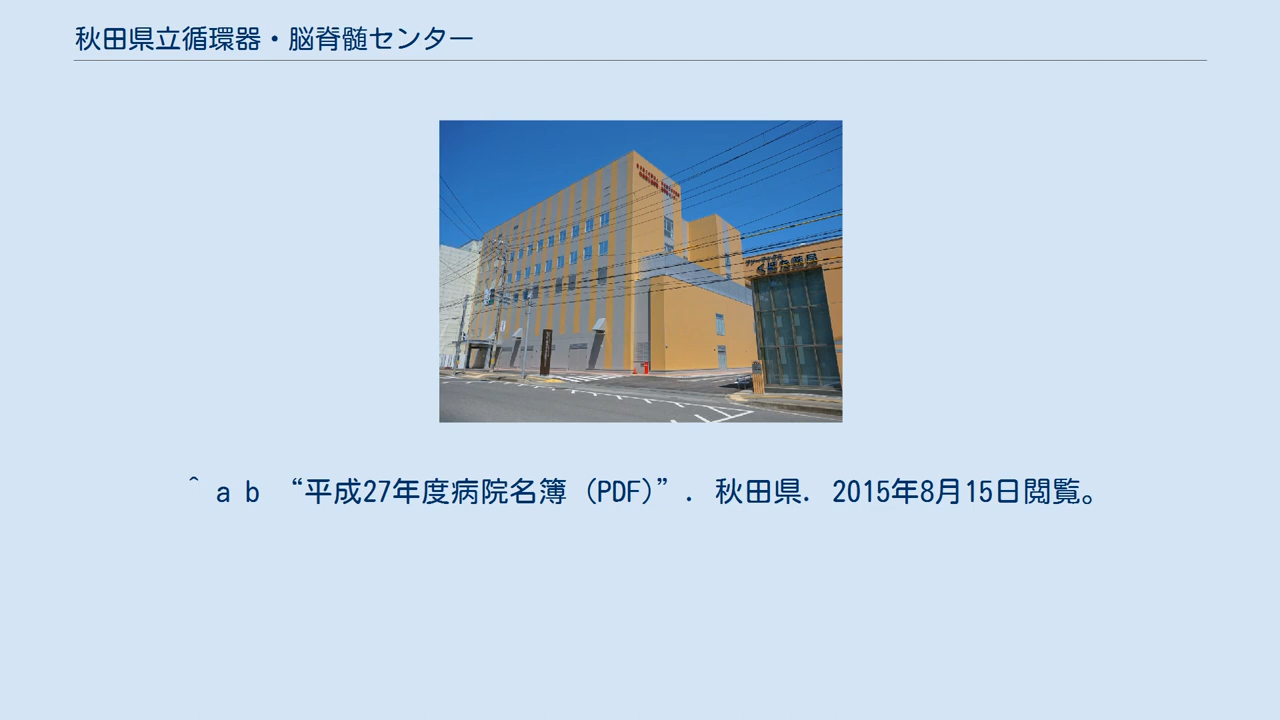 秋田県立循環器・脳脊髄センター
^ a b “平成27年度病院名簿（PDF）”. 秋田県. 2015年8月15日閲覧。